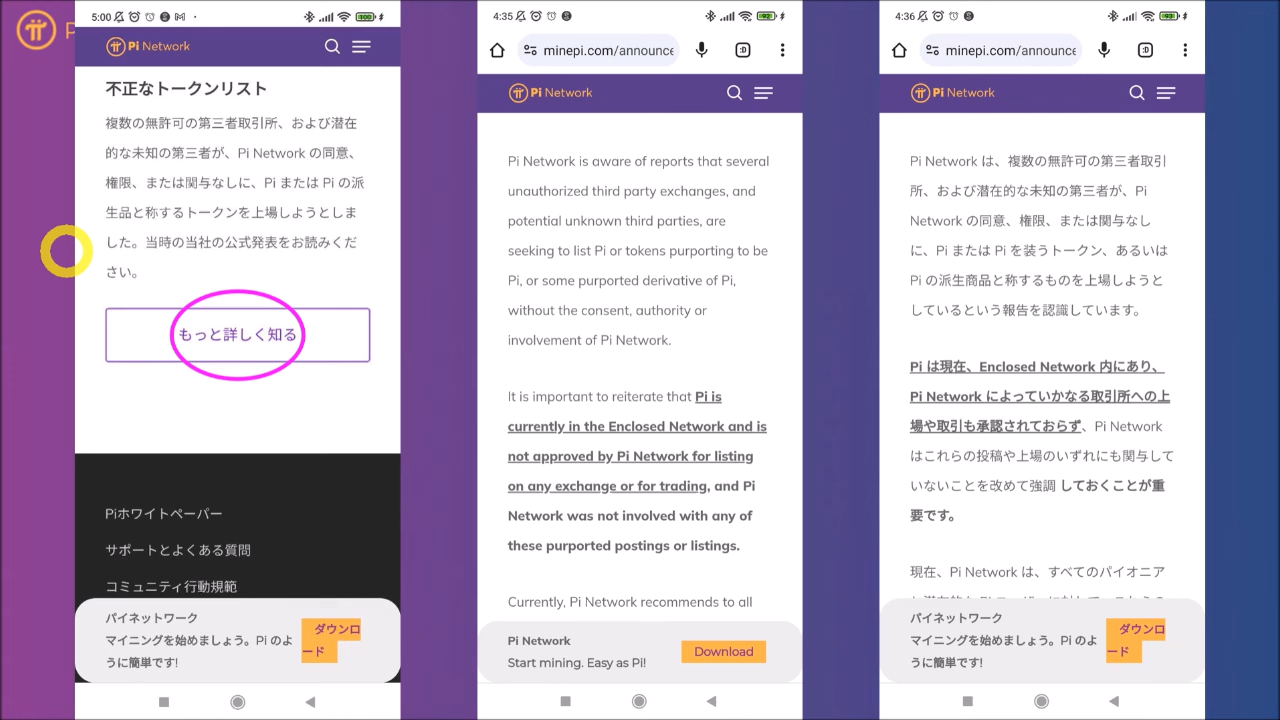 P
5:00
100
Pi Network
不正なトークンリスト
複数の無許可の第三者取引所、および潜在
的な未知の第三者が、Pi Network の同意、
権限、または関与なしに、Pi または Pi の派
生品と称するトークンを上場しようとしま
した。当時の当社の公式発表をお読みくだ
さい。
もっと詳しく知る
Piホワイトペーパー
サポートとよくある質問
コミュニティ行動規範
パイネットワーク
マイニングを始めましょう。Pi のよ
うに簡単です!
ダウンロ
ード
4:35
92
minepi.com/announce
Pi Network
Pi Network is aware of reports that several
unauthorized third party exchanges, and
potential unknown third parties, are
seeking to list Pi or tokens purporting to be
Pi, or some purported derivative of Pi,
without the consent, authority or
involvement of Pi Network.
It is important to reiterate that Pi is
currently in the Enclosed Network and is
not approved by Pi Network for listing
on any exchange or for trading, and Pi
Network was not involved with any of
these purported postings or listings.
Currently, Pi Network recommends to all
Pi Network
Start mining. Easy as Pi!
Download
4:36
93
minepi.com/announce
Pi Network
Pi Network は、複数の無許可の第三者取引
所、および潜在的な未知の第三者が、Pi
Network の同意、権限、または関与なし
に、Pi または Pi を装うトークン、あるいは
Pi の派生商品と称するものを上場しようと
しているという報告を認識しています。
Pi は現在、Enclosed Network 内にあり、
Pi Network によっていかなる取引所への上
場や取引も承認されておらず、Pi Network
はこれらの投稿や上場のいずれにも関与して
いないことを改めて強調 しておくことが重
要です。
現在、Pi Network は、すべてのパイオニア
パイネットワーク
マイニングを始めましょう。Pi のよ
うに簡単です!
ダウンロ
ード